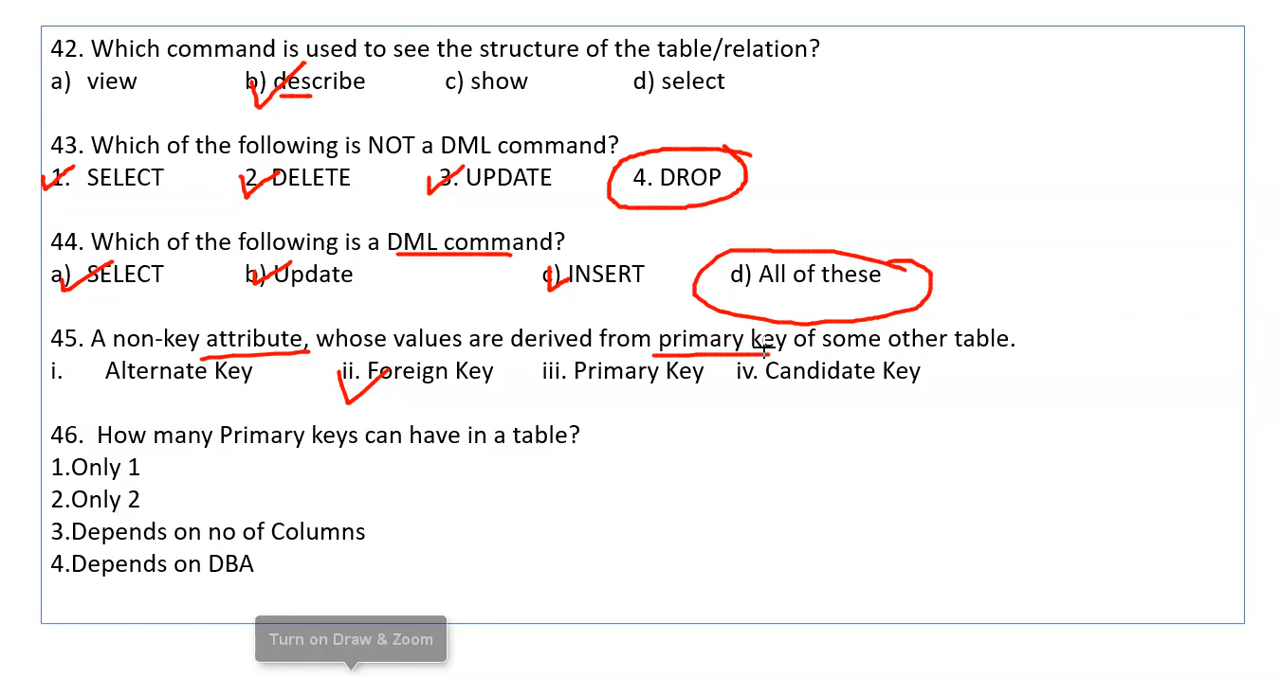 42. Which command is used to see the structure of the table/relation?
a) view b) describe c) show d) select
43. Which of the following is NOT a DML command?
1. SELECT 2. DELETE 3. UPDATE 4. DROP
44. Which of the following is a DML command?
a) SELECT b) Update c) INSERT d) All of these
45. A non-key attribute, whose values are derived from primary key of some other table.
i. Alternate Key ii. Foreign Key iii. Primary Key iv. Candidate Key
46. How many Primary keys can have in a table?
1.Only 1
2.Only 2
3.Depends on no of Columns
4.Depends on DBA
Turn on Draw & Zoom